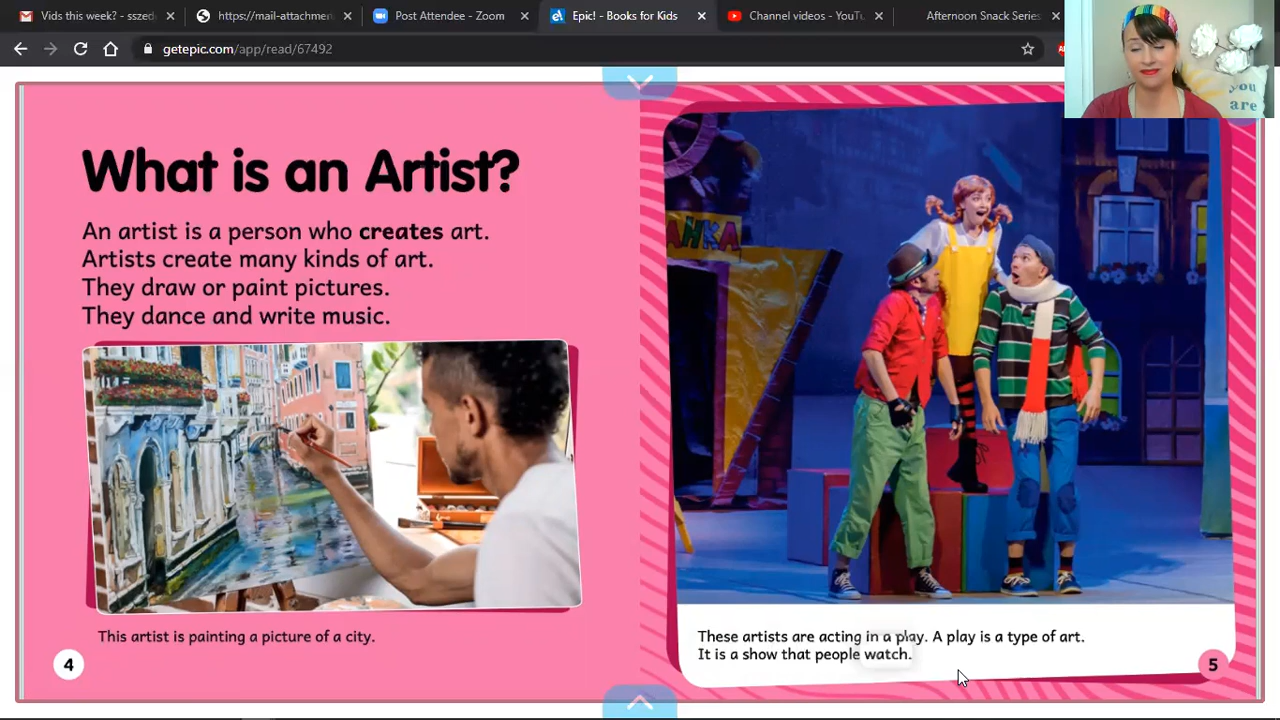 Vids this week? - sszed
https://mail-attachmen
Post Attendee - Zoom
Epic! - Books for Kids
Channel videos - YouTu
Afternoon Snack Series
getepic.com/app/read/67492
you
are
What is an Artist?
An artist is a person who creates art.
Artists create many kinds of art.
They draw or paint pictures.
They dance and write music.
ANKA
This artist is painting a picture of a city.
4
These artists are acting in a play. A play is a type of art.
It is a show that people watch.
5